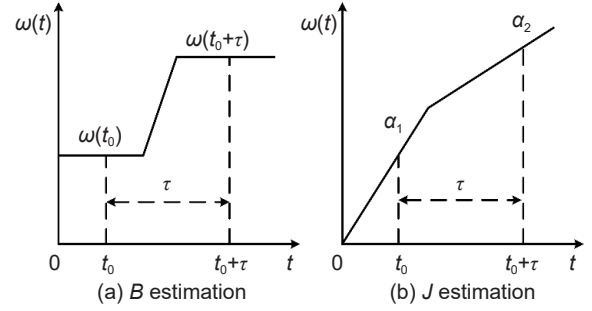 ω(t)
ω(t₀+τ)
ω(t₀)
τ
0
t₀
t₀+τ
t
(a) B estimation
ω(t)
α₂
α₁
τ
0
t₀
t₀+τ
t
(b) J estimation